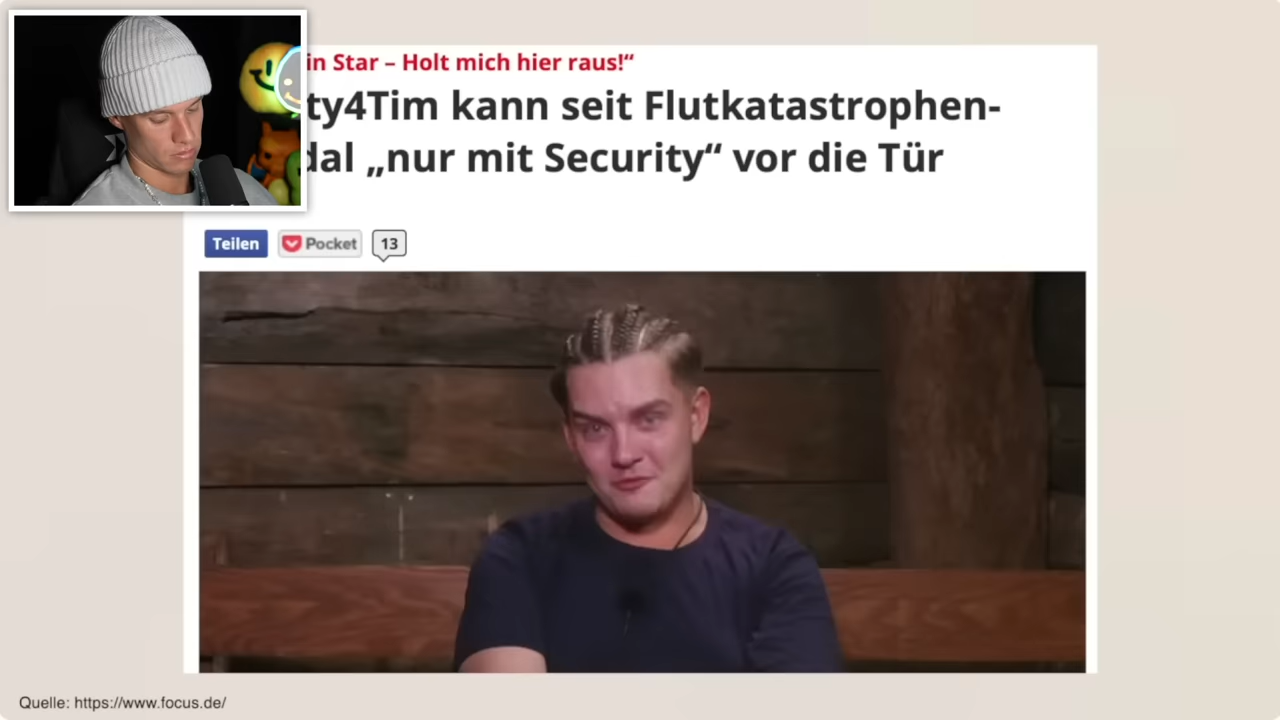 in Star – Holt mich hier raus!“
ty4Tim kann seit Flutkatastrophen-
dal „nur mit Security“ vor die Tür
Teilen
Pocket
13
Quelle: https://www.focus.de/